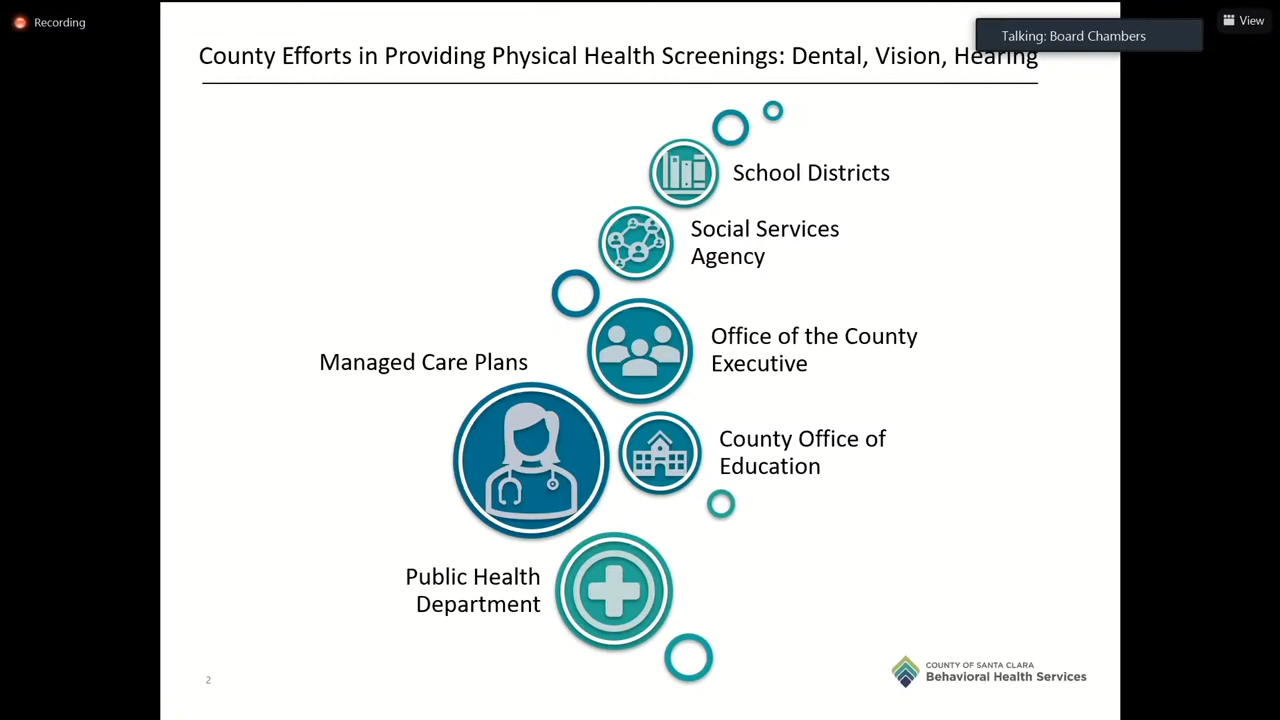 Recording
View
Talking: Board Chambers
County Efforts in Providing Physical Health Screenings: Dental, Vision, Hearing
School Districts
Social Services
Agency
Office of the County
Executive
Managed Care Plans
County Office of
Education
Public Health
Department
2
COUNTY OF SANTA CLARA
Behavioral Health Services